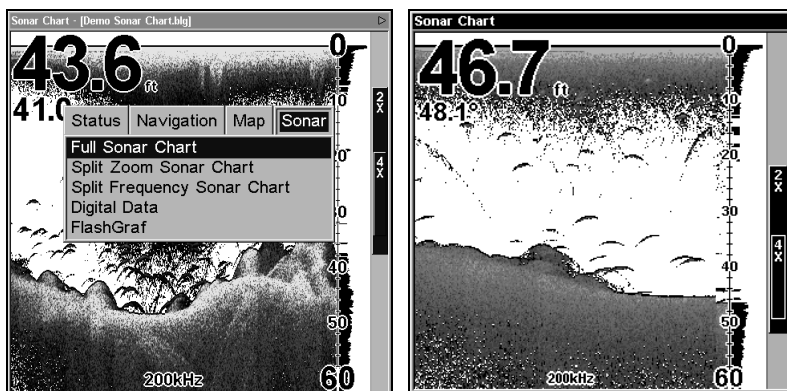 Sonar Chart - [Demo Sonar Chart.blg]
43.6 ft
41.0
0
10
20
30
40
50
60
2X
4X
Status Navigation Map Sonar
Full Sonar Chart
Split Zoom Sonar Chart
Split Frequency Sonar Chart
Digital Data
FlashGraf
200kHz
Sonar Chart
46.7 ft
48.1°
0
10
20
30
40
50
60
2X
4X
200kHz